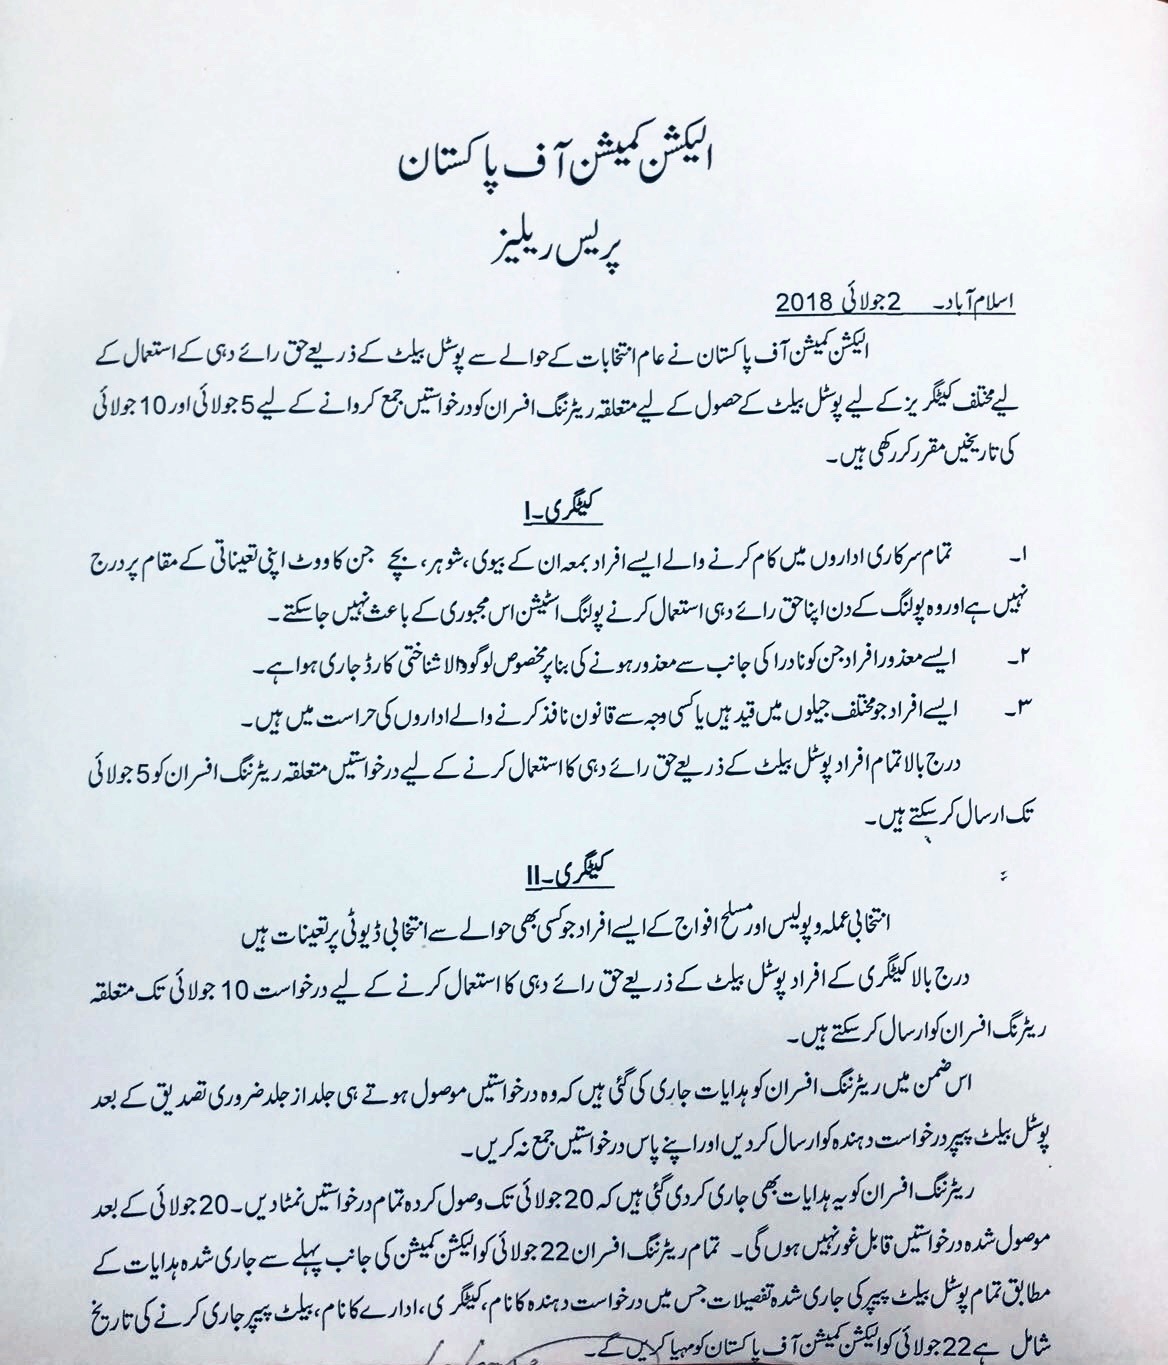 الیکشن کمیشن آف پاکستان
پریس ریلیز
اسلام آباد۔ 2 جولائی 2018
الیکشن کمیشن آف پاکستان نے عام انتخابات کے حوالے سے پوسٹل بیلٹ کے ذریعے حق رائے دہی کے استعمال کے
لیے مختلف کیٹگریز کے لیے پوسٹل بیلٹ کے حصول کے لیے متعلقہ ریٹرننگ افسران کو درخواستیں جمع کروانے کے لیے 5 جولائی اور 10 جولائی
کی تاریخیں مقرر کر رکھی ہیں۔
کیٹگری۔I
۱۔ تمام سرکاری اداروں میں کام کرنے والے ایسے افراد بمعہ ان کے بیوی، شوہر، بچے جن کا ووٹ اپنی تعیناتی کے مقام پر درج
نہیں ہے اور وہ پولنگ کے دن اپنا حق رائے دہی استعمال کرنے پولنگ اسٹیشن اس مجبوری کے باعث نہیں جا سکتے۔
۲۔ ایسے معذور افراد جن کو نادرا کی جانب سے معذور ہونے کی بنا پر مخصوص لوگو والا شناختی کارڈ جاری ہوا ہے۔
۳۔ ایسے افراد جو مختلف جیلوں میں قید ہیں یا کسی وجہ سے قانون نافذ کرنے والے اداروں کی حراست میں ہیں۔
درج بالا تمام افراد پوسٹل بیلٹ کے ذریعے حق رائے دہی کا استعمال کرنے کے لیے درخواستیں متعلقہ ریٹرننگ افسران کو 5 جولائی
تک ارسال کر سکتے ہیں۔
کیٹگری۔II
انتخابی عملہ و پولیس اور مسلح افواج کے ایسے افراد جو کسی بھی حوالے سے انتخابی ڈیوٹی پر تعینات ہیں
درج بالا کیٹگری کے افراد پوسٹل بیلٹ کے ذریعے حق رائے دہی کا استعمال کرنے کے لیے درخواست 10 جولائی تک متعلقہ
ریٹرنگ افسران کو ارسال کر سکتے ہیں۔
اس ضمن میں ریٹرننگ افسران کو ہدایات جاری کی گئی ہیں کہ وہ درخواستیں موصول ہوتے ہی جلد از جلد ضروری تصدیق کے بعد
پوسٹل بیلٹ پیپر درخواست دہندہ کو ارسال کر دیں اور اپنے پاس درخواستیں جمع نہ کریں۔
ریٹرننگ افسران کو یہ ہدایات بھی جاری کر دی گئی ہیں کہ 20 جولائی تک وصول کردہ تمام درخواستیں نمٹا دیں۔ 20 جولائی کے بعد
موصول شدہ درخواستیں قابل غور نہیں ہوں گی۔ تمام ریٹرننگ افسران 22 جولائی کو الیکشن کمیشن کی جانب پہلے سے جاری شدہ ہدایات کے
مطابق تمام پوسٹل بیلٹ پیپر کی جاری شدہ تفصیلات جس میں درخواست دہندہ کا نام، کیٹگری، ادارے کا نام، بیلٹ پیپر جاری کرنے کی تاریخ
شامل ہے 22 جولائی کو الیکشن کمیشن آف پاکستان کو مہیا کریں گے۔